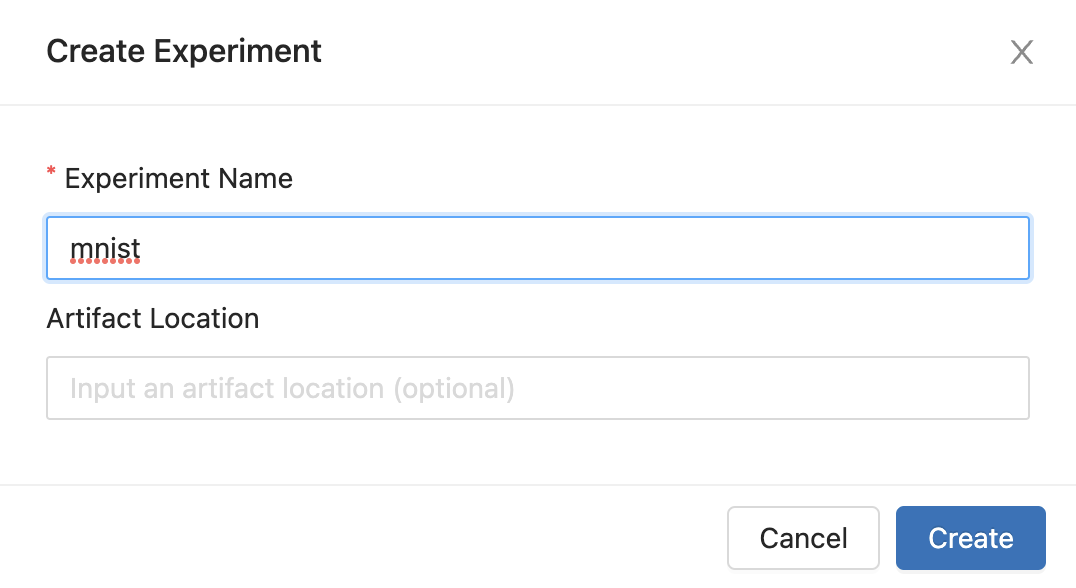 Create Experiment
* Experiment Name
mnist
Artifact Location
Input an artifact location (optional)
Cancel Create